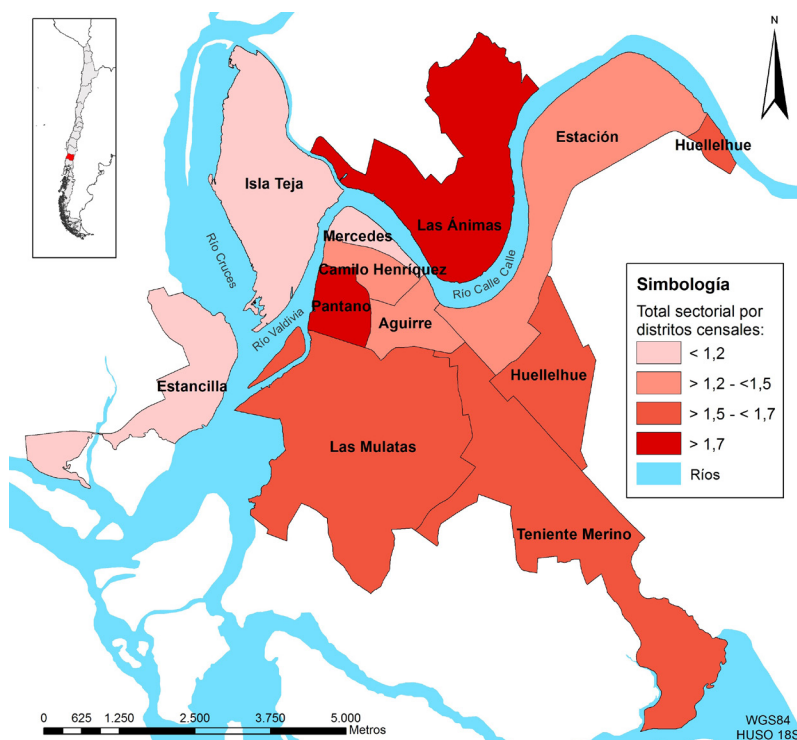 N
Estación
Huellelhue
Isla Teja
Las Ánimas
Mercedes
Río Cruces
Camilo Henríquez
Río Calle Calle
Pantano
Río Valdivia
Aguirre
Estancilla
Huellelhue
Las Mulatas
Teniente Merino
Simbología
Total sectorial por
distritos censales:
< 1,2
> 1,2 - <1,5
> 1,5 - < 1,7
> 1,7
Ríos
0 625 1.250 2.500 3.750 5.000
Metros
WGS84
HUSO 18S